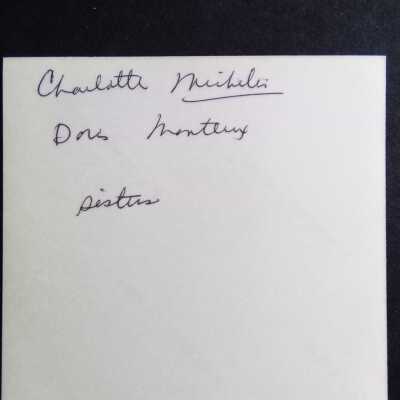 Charlotte Michelis
Doris Monteux
sisters